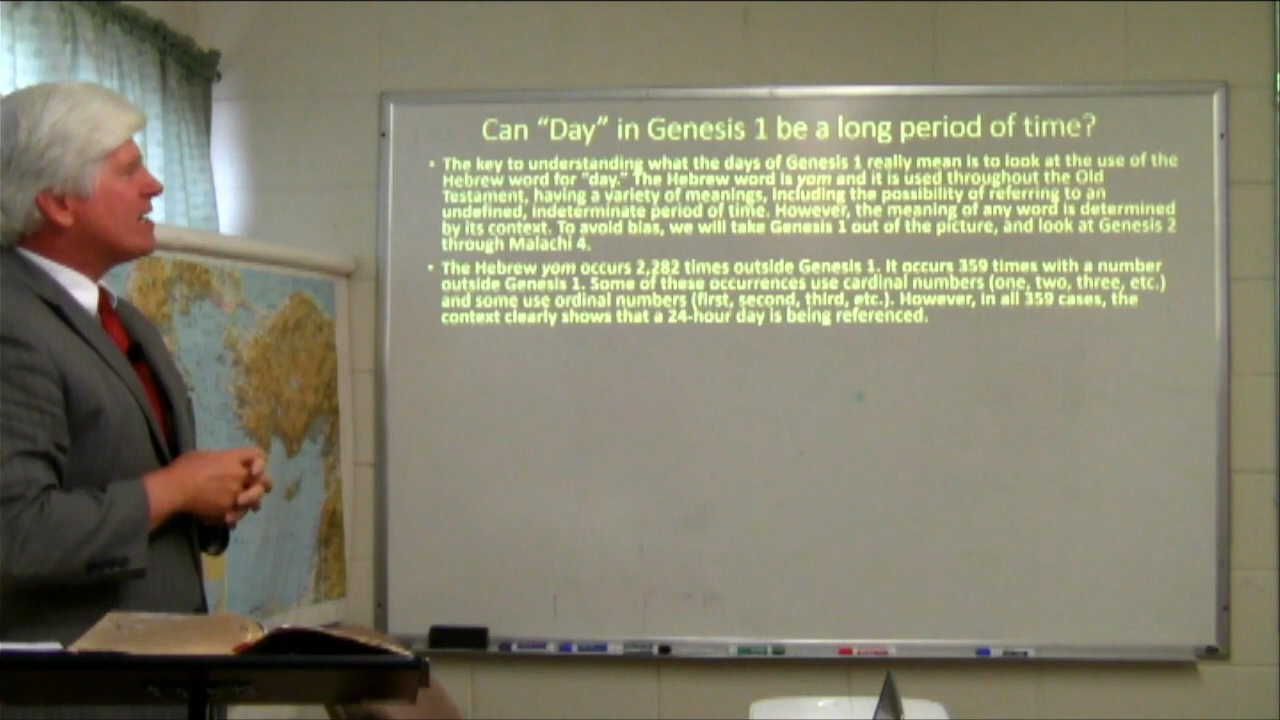 Can “Day” in Genesis 1 be a long period of time?
• The key to understanding what the days of Genesis 1 really mean is to look at the use of the
Hebrew word for “day.” The Hebrew word is yom and it is used throughout the Old
Testament, having a variety of meanings, including the possibility of referring to an
undefined, indeterminate period of time. However, the meaning of any word is determined
by its context. To avoid bias, we will take Genesis 1 out of the picture, and look at Genesis 2
through Malachi 4.
• The Hebrew yom occurs 2,282 times outside Genesis 1. It occurs 359 times with a number
outside Genesis 1. Some of these occurrences use cardinal numbers (one, two, three, etc.)
and some use ordinal numbers (first, second, third, etc.). However, in all 359 cases, the
context clearly shows that a 24-hour day is being referenced.